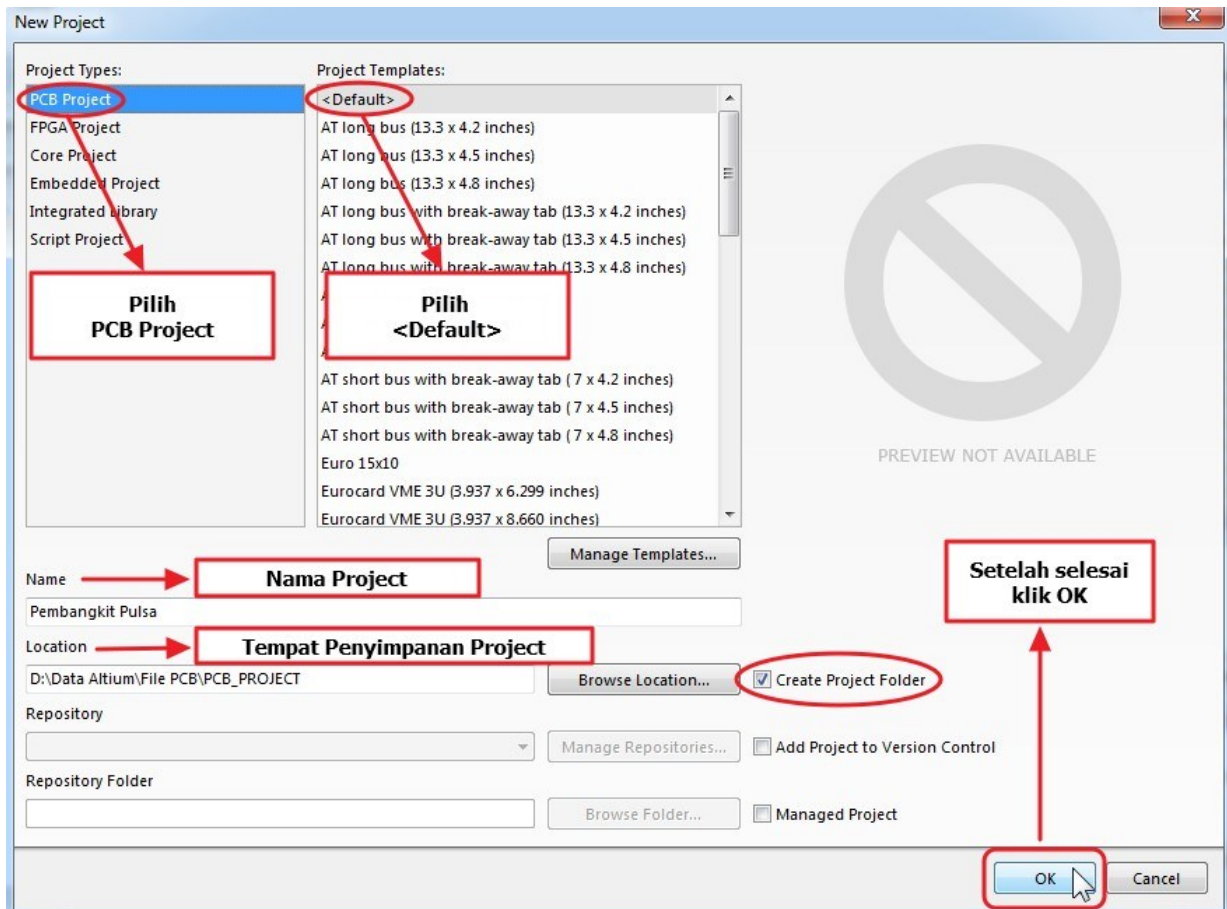 New Project
Project Types:
PCB Project
FPGA Project
Core Project
Embedded Project
Integrated Library
Script Project
Pilih
PCB Project
Project Templates:
<Default>
AT long bus (13.3 x 4.2 inches)
AT long bus (13.3 x 4.5 inches)
AT long bus (13.3 x 4.8 inches)
AT long bus with break-away tab (13.3 x 4.2 inches)
AT long bus with break-away tab (13.3 x 4.5 inches)
AT long bus with break-away tab (13.3 x 4.8 inches)
Pilih
<Default>
AT short bus with break-away tab ( 7 x 4.2 inches)
AT short bus with break-away tab ( 7 x 4.5 inches)
AT short bus with break-away tab ( 7 x 4.8 inches)
Euro 15x10
Eurocard VME 3U (3.937 x 6.299 inches)
Eurocard VME 3U (3.937 x 8.660 inches)
PREVIEW NOT AVAILABLE
Manage Templates...
Name
Nama Project
Pembangkit Pulsa
Setelah selesai
klik OK
Location
Tempat Penyimpanan Project
D:\Data Altium\File PCB\PCB_PROJECT
Browse Location...
Create Project Folder
Repository
Manage Repositories...
Add Project to Version Control
Repository Folder
Browse Folder...
Managed Project
OK
Cancel